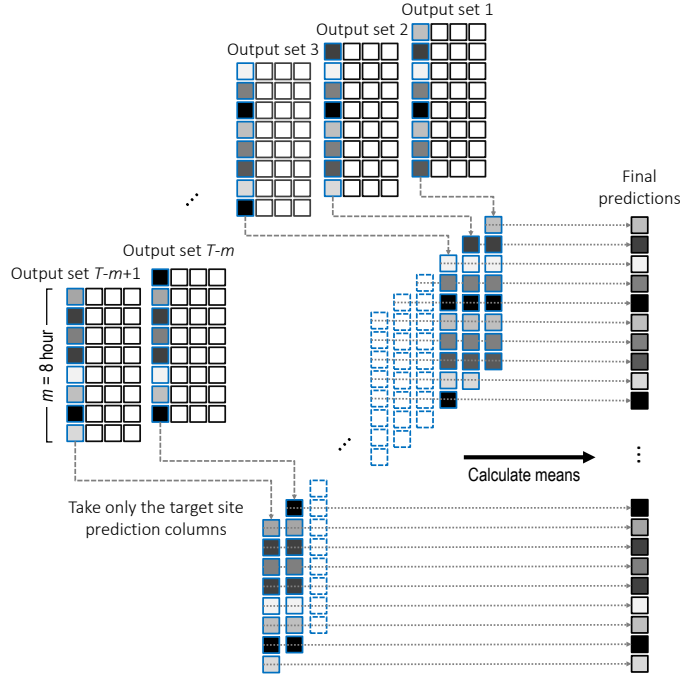 Output set 1
Output set 2
Output set 3
...
Final
predictions
Output set T-m
Output set T-m+1
m = 8 hour
...
...
Calculate means
Take only the target site
prediction columns